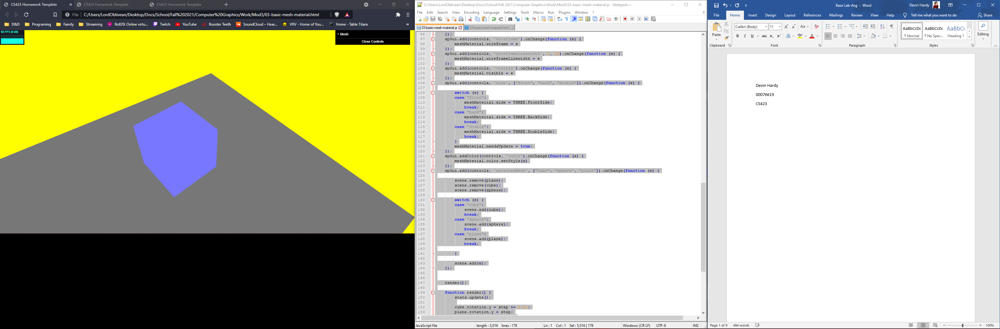 CS423 Homework Template
CS423 Homework Template
CS423 Homework Template
File C:/Users/LordOblivean/Desktop/Docs/School/Fall%202021/Computer%20Graphics/Work/Mod3/03-basic-mesh-material.html
D&D Programing Family Streaming Roll20: Online virtu... Twitch YouTube Rooster Teeth SoundCloud – Hear... VRV - Home of You... Home - Table Titans »
60 FPS (0-60)
Mesh
Close Controls
C:\Users\LordOblivean\Desktop\Docs\School\Fall 2021\Computer Graphics\Work\Mod3\03-basic-mesh-material.js - Notepad++
File Edit Search View Encoding Language Settings Tools Macro Run Plugins Window ? X
03-basic-mesh-material.js 03-basic-mesh-material.html
96 });
97 spGui.add(controls, 'wireframe').onChange(function (e) {
98 meshMaterial.wireframe = e
99 });
100 spGui.add(controls, 'wireframeLinewidth', 0, 20).onChange(function (e) {
101 meshMaterial.wireframeLinewidth = e
102 });
103 spGui.add(controls, 'visible').onChange(function (e) {
104 meshMaterial.visible = e
105 });
106 spGui.add(controls, 'side', ["front", "back", "double"]).onChange(function (e) {
107
108 switch (e) {
109 case "front":
110 meshMaterial.side = THREE.FrontSide;
111 break;
112 case "back":
113 meshMaterial.side = THREE.BackSide;
114 break;
115 case "double":
116 meshMaterial.side = THREE.DoubleSide;
117 break;
118 }
119 meshMaterial.needsUpdate = true;
120 });
121 spGui.addColor(controls, 'color').onChange(function (e) {
122 meshMaterial.color.setStyle(e)
123 });
124 spGui.add(controls, 'selectedMesh', ["cube", "sphere", "plane"]).onChange(function (e) {
125
126 scene.remove(plane);
127 scene.remove(cube);
128 scene.remove(sphere);
129
130 switch (e) {
131 case "cube":
132 scene.add(cube);
133 break;
134 case "sphere":
135 scene.add(sphere);
136 break;
137 case "plane":
138 scene.add(plane);
139 break;
140
141 }
142
143 scene.add(e);
144 });
145
146
147 render();
148
149 function render() {
150 stats.update();
151
152 cube.rotation.y = step += 0.01;
153 plane.rotation.y = step;
JavaScript file length : 5,016 lines : 178 Ln : 1 Col : 1 Sel : 5,016 | 178 Windows (CR LF) UTF-8 INS
Base Lab-Asg - Word Devin Hardy
File Home Insert Design Layout References Mailings Review View Help Tell me what you want to do Share
Paste
Calibri (Body) 11 Aa
B I U abc x₂ x² A A
AaBbCcDc AaBbCcDc AaBbCc
¶ Normal ¶ No Spac... Heading 1
Editing
Clipboard Font Paragraph Styles
Devin Hardy
00076619
CS423
Page 1 of 9 484 words 100%